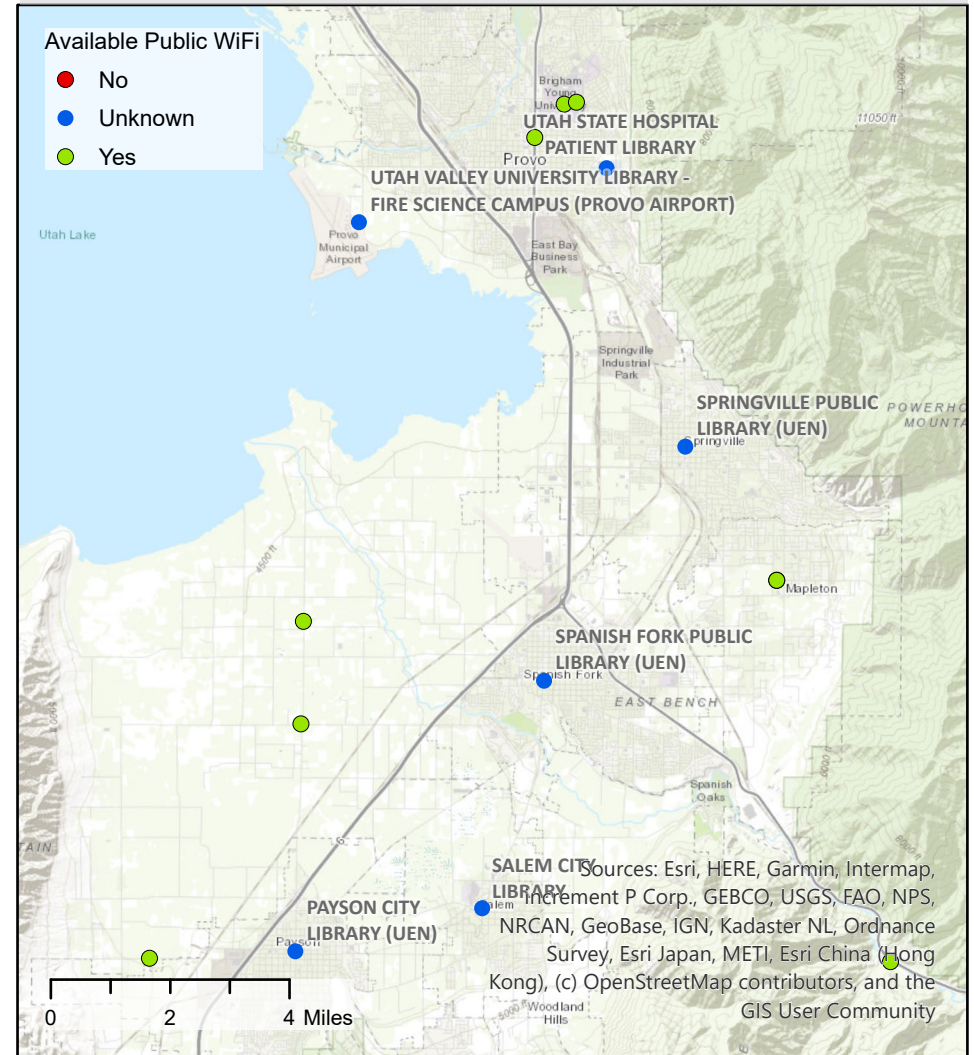 Available Public WiFi
No
Unknown
Yes
Brigham
Young
UTAH STATE HOSPITAL
PATIENT LIBRARY
11050 ft
Provo
UTAH VALLEY UNIVERSITY LIBRARY -
FIRE SCIENCE CAMPUS (PROVO AIRPORT)
Utah Lake
Provo
Municipal
Airport
East Bay
Business
Park
Springville
Industrial
Park
SPRINGVILLE PUBLIC
LIBRARY (UEN)
Springville
4500 ft
Mapleton
SPANISH FORK PUBLIC
LIBRARY (UEN)
Spanish Fork
EAST BENCH
Spanish
Oaks
6
SALEM CITY
LIBRARY
Salem
PAYSON CITY
LIBRARY (UEN)
Payson
5000 ft
Woodland
Hills
0 2 4 Miles
Sources: Esri, HERE, Garmin, Intermap,
increment P Corp., GEBCO, USGS, FAO, NPS,
NRCAN, GeoBase, IGN, Kadaster NL, Ordnance
Survey, Esri Japan, METI, Esri China (Hong
Kong), (c) OpenStreetMap contributors, and the
GIS User Community